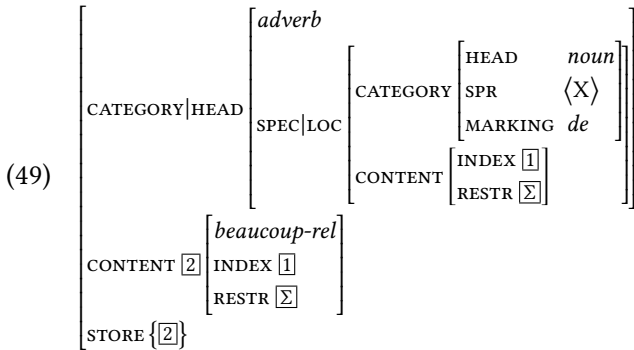 (49)
adverb
CATEGORY|HEAD
SPEC|LOC
CATEGORY
HEAD noun
SPR ⟨X⟩
MARKING de
CONTENT
INDEX 1
RESTR Σ
CONTENT 2
beaucoup-rel
INDEX 1
RESTR Σ
STORE {2}